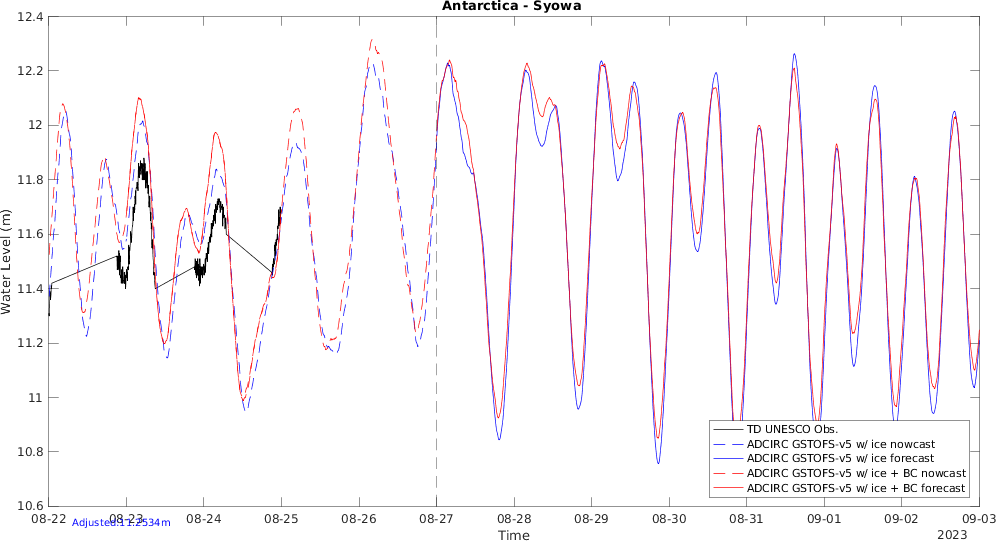 Antarctica - Syowa
Water Level (m)
12.4
12.2
12
11.8
11.6
11.4
11.2
11
10.8
10.6
TD UNESCO Obs.
ADCIRC GSTOFS-v5 w/ ice nowcast
ADCIRC GSTOFS-v5 w/ ice forecast
ADCIRC GSTOFS-v5 w/ ice + BC nowcast
ADCIRC GSTOFS-v5 w/ ice + BC forecast
08-22 08-23 08-24 08-25 08-26 08-27 08-28 08-29 08-30 08-31 09-01 09-02 09-03
Adjusted:11.2534m
Time
2023